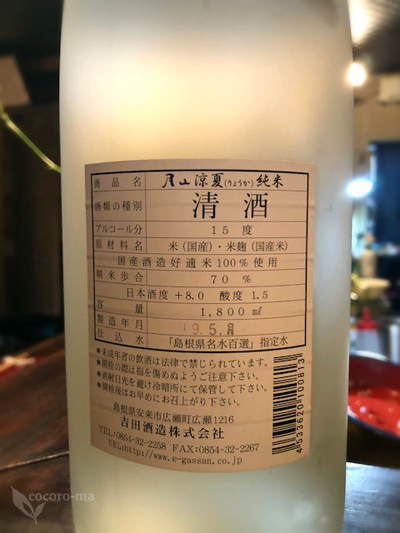 商品名 月山涼夏(りょうか)純米
酒類の種別 清酒
アルコール分 15度
原材料名 米(国産)・米麹(国産米)
国産酒造好適米100%使用
精米歩合 70%
日本酒度 +8.0 酸度 1.5
容量 1,800㎖
製造年月 19.5.月
仕込水 「島根県名水百選」指定水
●未成年者の飲酒は法律で禁じられています。
●開栓の際は指を傷めぬようご注意下さい。
●直射日光を避け冷暗所にて保管して下さい。
●開栓後はお早めにお召し上がり下さい。
島根県安来市広瀬町広瀬1216
吉田酒造株式会社
TEL:0854-32-2258 FAX:0854-32-2267
URL:http://www.e-gassan.co.jp
4533620100813
cocoro-ma